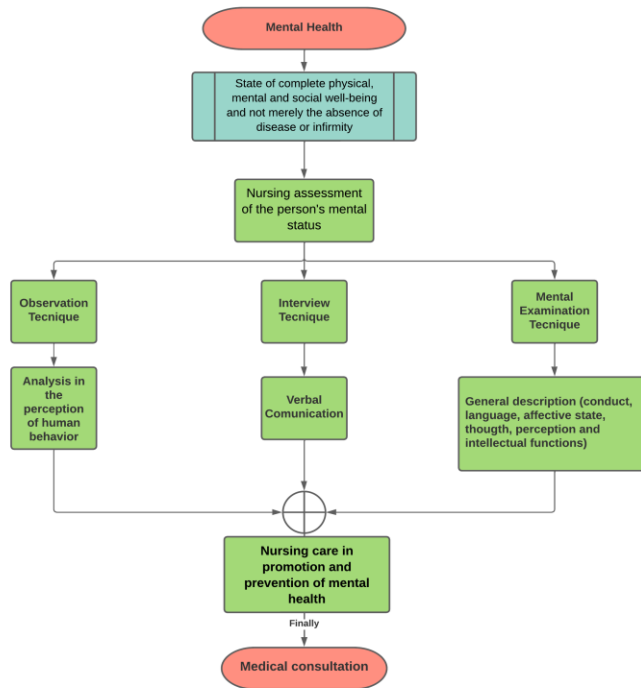 Mental Health
State of complete physical,
mental and social well-being
and not merely the absence of
disease or infirmity
Nursing assessment
of the person's mental
status
Observation
Tecnique
Interview
Tecnique
Mental
Examination
Tecnique
Analysis in
the
perception
of human
behavior
Verbal
Comunication
General description (conduct,
language, affective state,
thougth, perception and
intellectual functions)
Nursing care in
promotion and
prevention of mental
health
Finally
Medical consultation